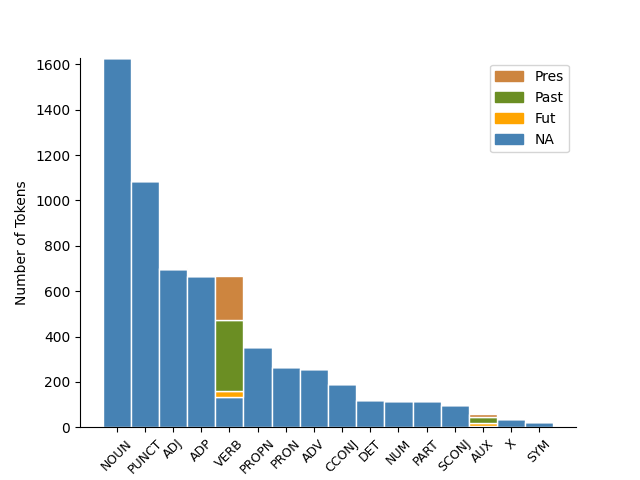 Pres
Past
Fut
NA
Number of Tokens
1600
1400
1200
1000
800
600
400
200
0
NOUN
PUNCT
ADJ
ADP
VERB
PROPN
PRON
ADV
CCONJ
DET
NUM
PART
SCONJ
AUX
X
SYM